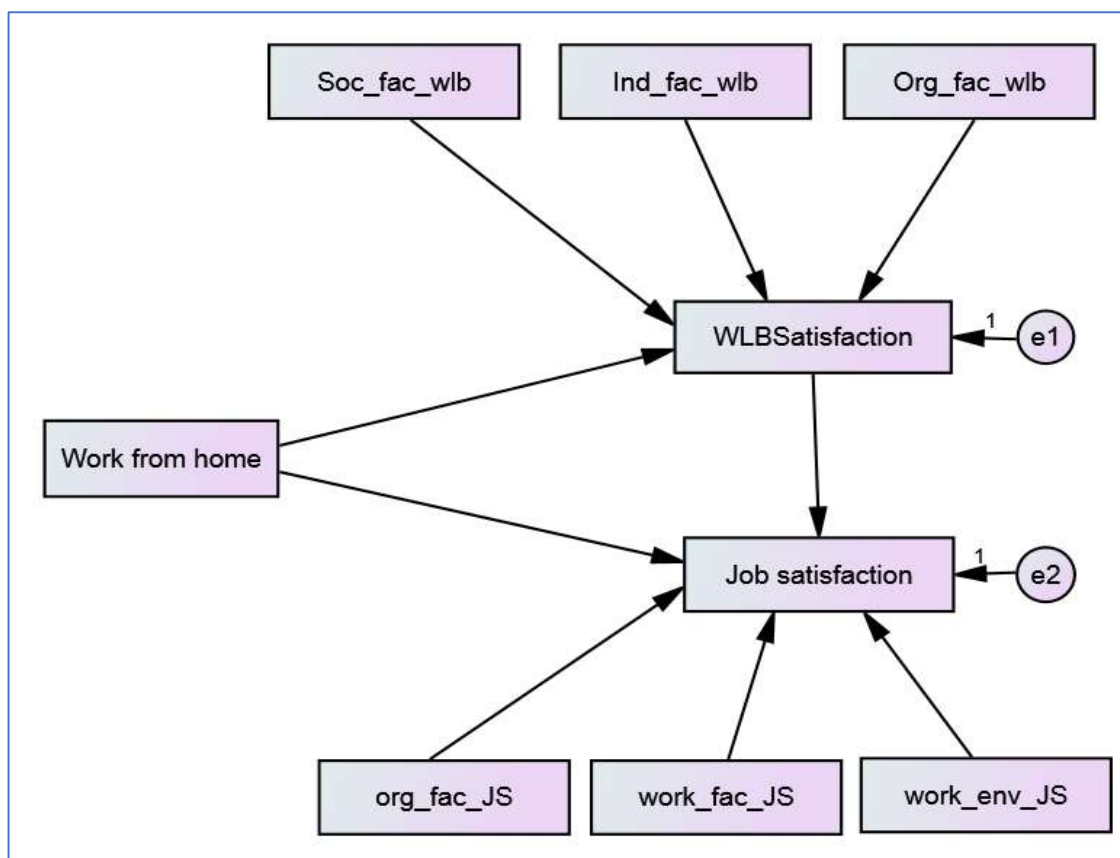 Soc_fac_wlb
Ind_fac_wlb
Org_fac_wlb
WLBSatisfaction
1
e1
Work from home
Job satisfaction
1
e2
org_fac_JS
work_fac_JS
work_env_JS